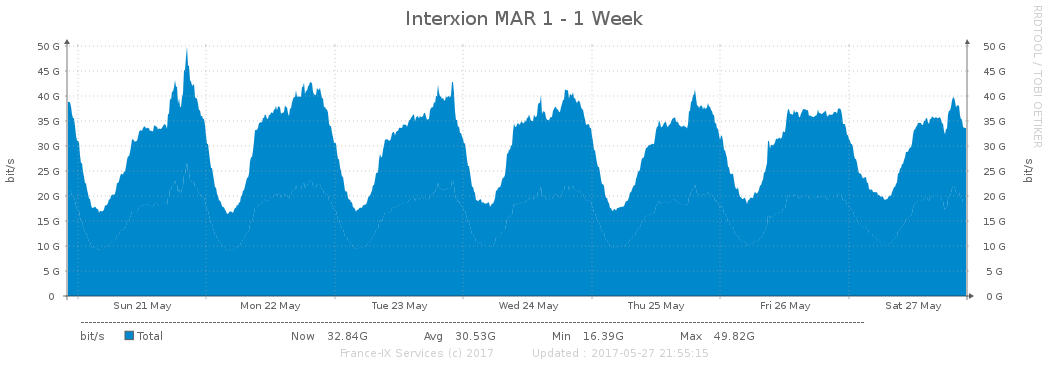 Interxion MAR 1 - 1 Week
RRDTOOL / TOBI OETIKER
50 G 50 G
45 G 45 G
40 G 40 G
35 G 35 G
30 G 30 G
25 G 25 G
20 G 20 G
15 G 15 G
10 G 10 G
5 G 5 G
0 0 G
bit/s bit/s
Sun 21 May Mon 22 May Tue 23 May Wed 24 May Thu 25 May Fri 26 May Sat 27 May
bit/s Total Now 32.84G Avg 30.53G Min 16.39G Max 49.82G
France-IX Services (c) 2017 Updated : 2017-05-27 21:55:15